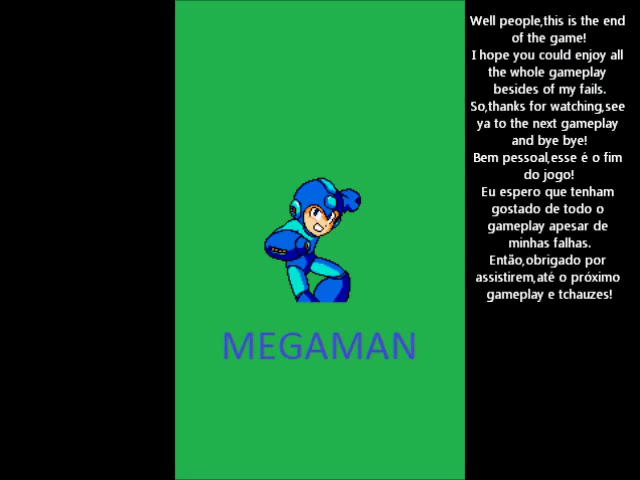 Well people,this is the end
of the game!
I hope you could enjoy all
the whole gameplay
besides of my fails.
So,thanks for watching,see
ya to the next gameplay
and bye bye!
Bem pessoal,esse é o fim
do jogo!
Eu espero que tenham
gostado de todo o
gameplay apesar de
minhas falhas.
Então,obrigado por
assistirem,até o próximo
gameplay e tchauzes!
MEGAMAN